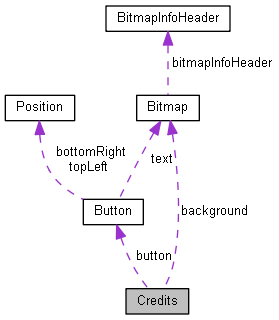 BitmapInfoHeader
bitmapInfoHeader
Position
Bitmap
bottomRight
topLeft
text
Button
background
button
Credits